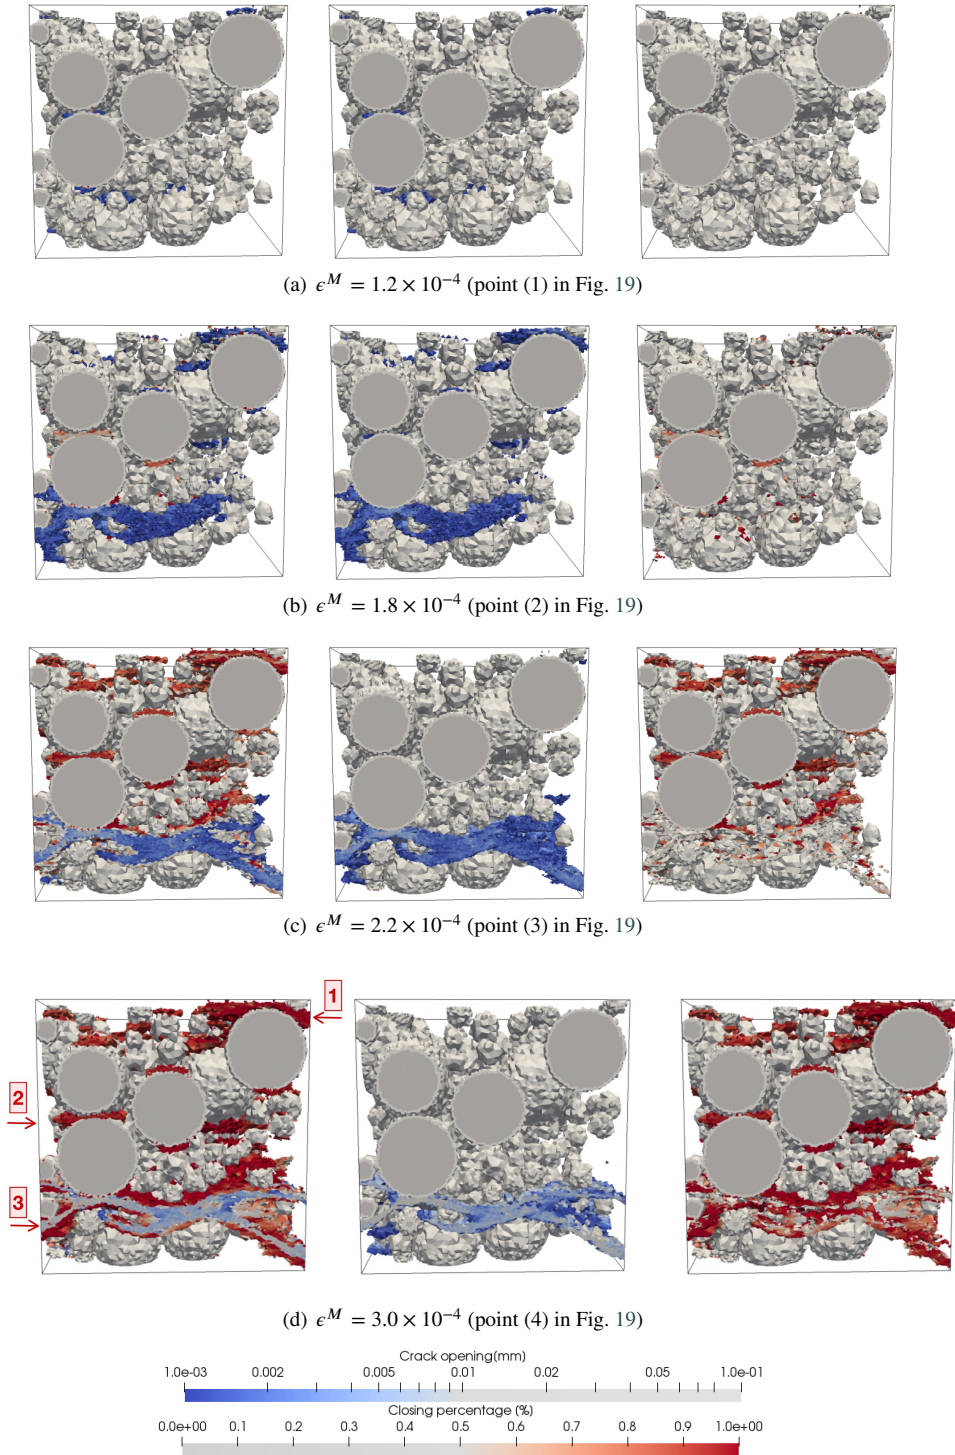 (a) ϵ^M = 1.2 × 10⁻⁴ (point (1) in Fig. 19)
(b) ϵ^M = 1.8 × 10⁻⁴ (point (2) in Fig. 19)
(c) ϵ^M = 2.2 × 10⁻⁴ (point (3) in Fig. 19)
1
2
3
(d) ϵ^M = 3.0 × 10⁻⁴ (point (4) in Fig. 19)
Crack opening[mm]
1.0e-03 0.002 0.005 0.01 0.02 0.05 1.0e-01
Closing percentage [%]
0.0e+00 0.1 0.2 0.3 0.4 0.5 0.6 0.7 0.8 0.9 1.0e+00